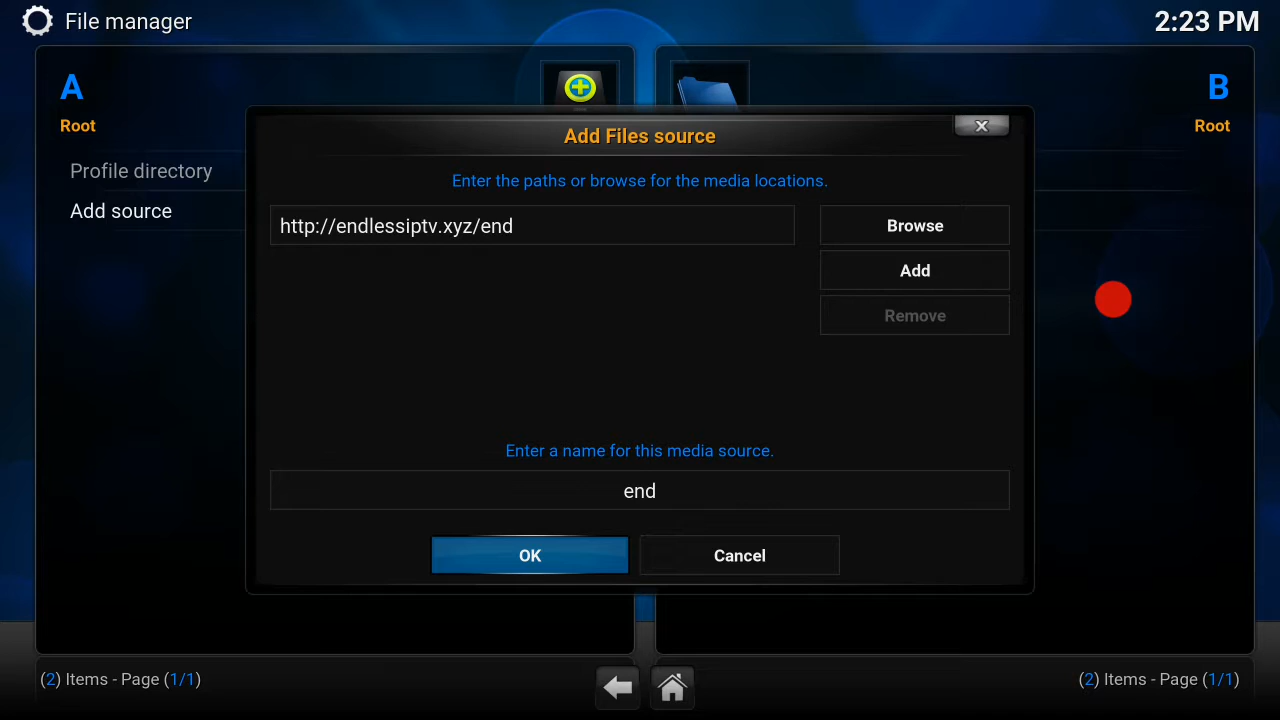 File manager
2:23 PM
A
B
Root
Root
Profile directory
Add source
Add Files source
Enter the paths or browse for the media locations.
http://endlessiptv.xyz/end
Browse
Add
Remove
Enter a name for this media source.
end
OK
Cancel
(2) Items - Page (1/1)
(2) Items - Page (1/1)